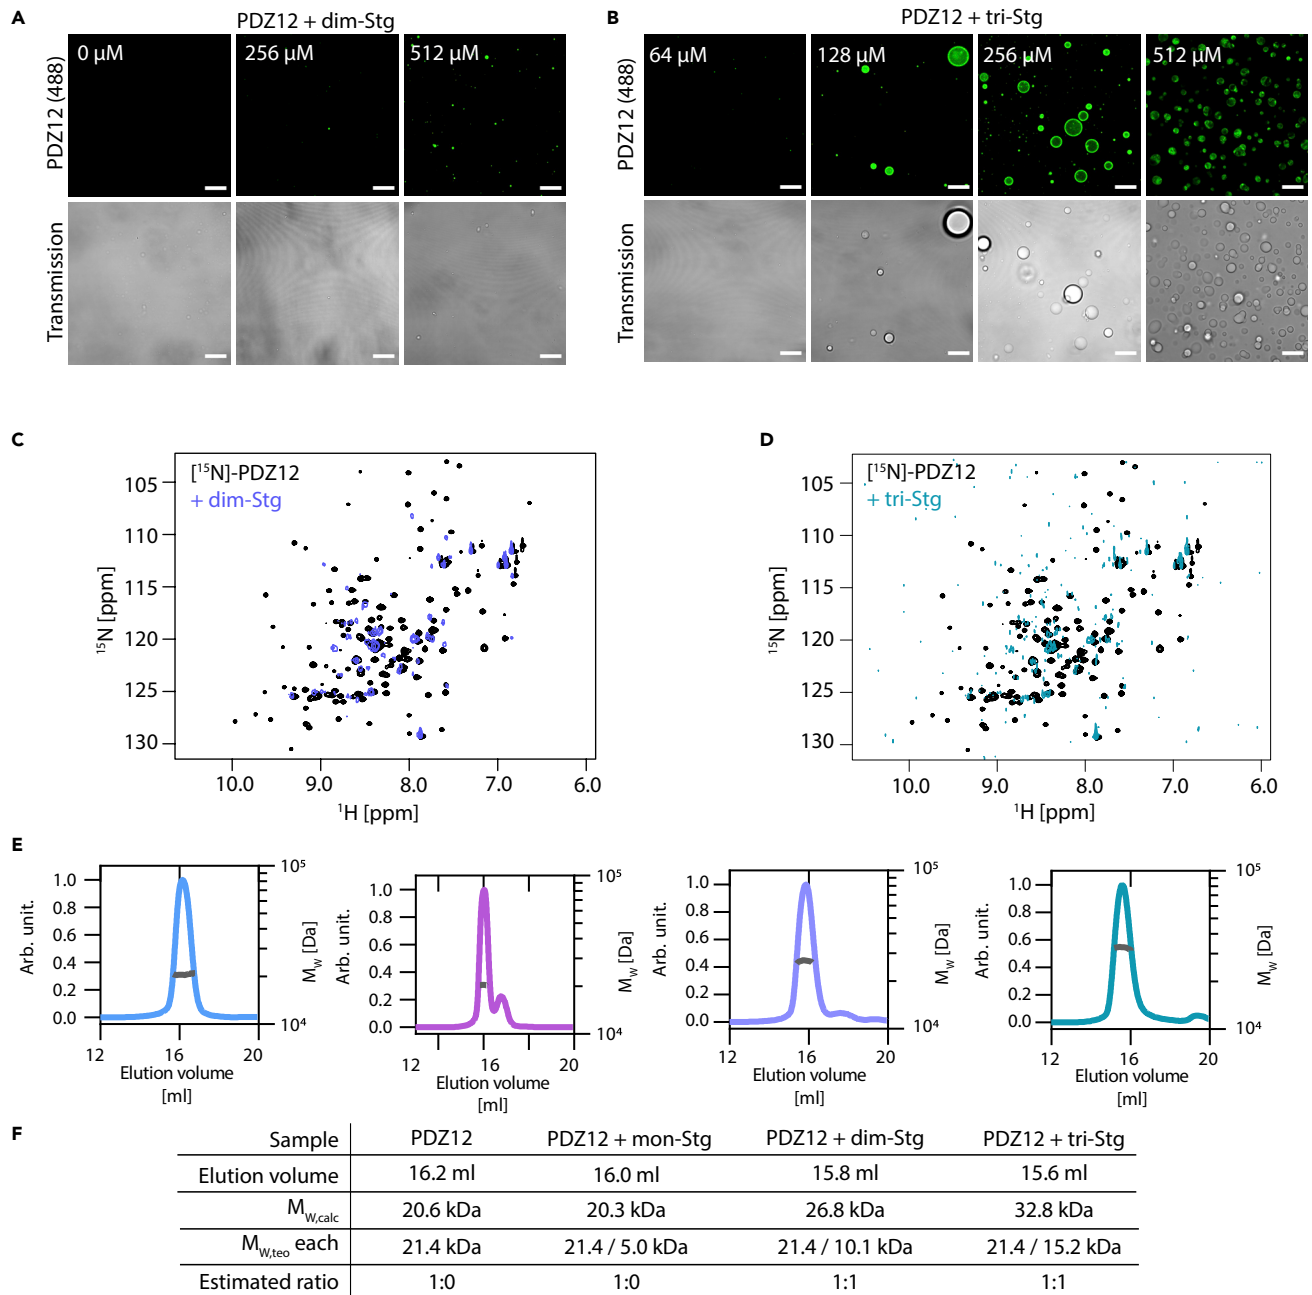 A
PDZ12 + dim-Stg
PDZ12 (488)
0 µM
256 µM
512 µM
Transmission
B
PDZ12 + tri-Stg
PDZ12 (488)
64 µM
128 µM
256 µM
512 µM
Transmission
C
[¹⁵N]-PDZ12
+ dim-Stg
105
110
115
120
125
130
¹⁵N [ppm]
10.0 9.0 8.0 7.0 6.0
¹H [ppm]
D
[¹⁵N]-PDZ12
+ tri-Stg
105
110
115
120
125
130
¹⁵N [ppm]
10.0 9.0 8.0 7.0 6.0
¹H [ppm]
E
Arb. unit.
1.0
0.8
0.6
0.4
0.2
0.0
10⁵
10⁴
M_W [Da]
12 16 20
Elution volume
[ml]
Arb. unit.
1.0
0.8
0.6
0.4
0.2
0.0
10⁵
10⁴
M_W [Da]
12 16 20
Elution volume
[ml]
Arb. unit.
1.0
0.8
0.6
0.4
0.2
0.0
10⁵
10⁴
M_W [Da]
12 16 20
Elution volume
[ml]
Arb. unit.
1.0
0.8
0.6
0.4
0.2
0.0
10⁵
10⁴
M_W [Da]
12 16 20
Elution volume
[ml]
F
Sample PDZ12 PDZ12 + mon-Stg PDZ12 + dim-Stg PDZ12 + tri-Stg
Elution volume 16.2 ml 16.0 ml 15.8 ml 15.6 ml
M_W,calc 20.6 kDa 20.3 kDa 26.8 kDa 32.8 kDa
M_W,teo each 21.4 kDa 21.4 / 5.0 kDa 21.4 / 10.1 kDa 21.4 / 15.2 kDa
Estimated ratio 1:0 1:0 1:1 1:1